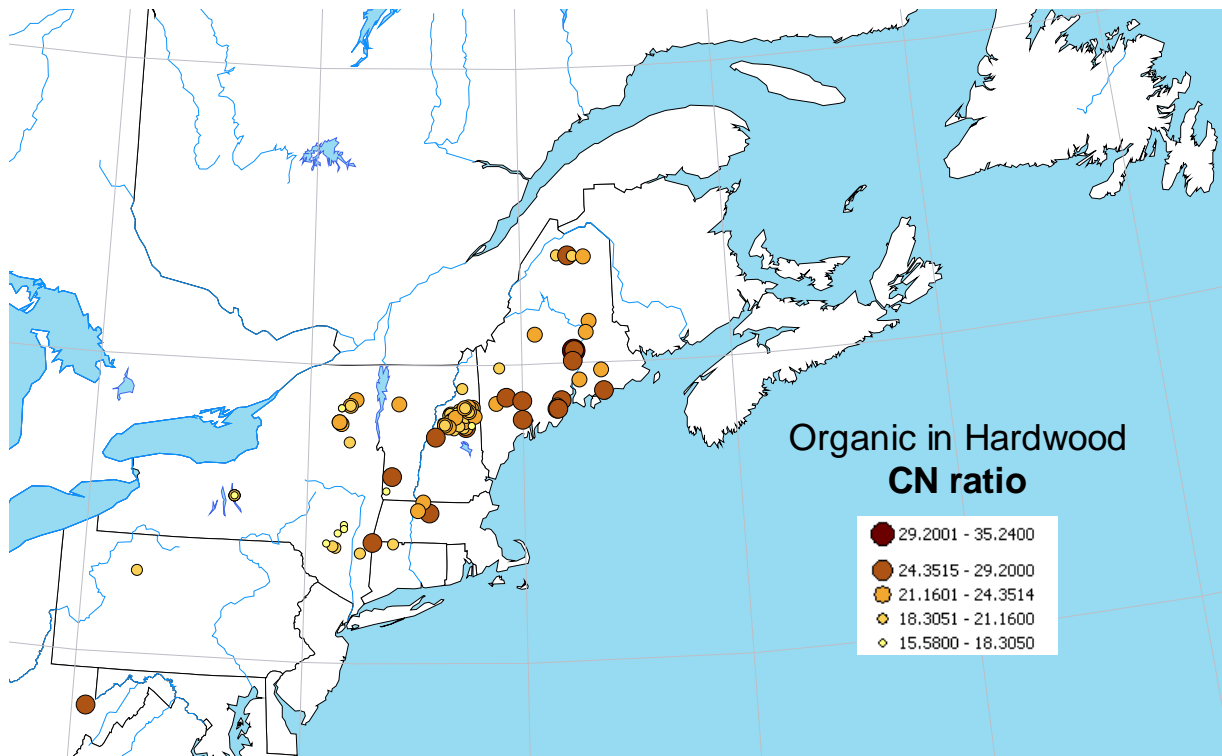 Organic in Hardwood
CN ratio
29.2001 - 35.2400
24.3515 - 29.2000
21.1601 - 24.3514
18.3051 - 21.1600
15.5800 - 18.3050